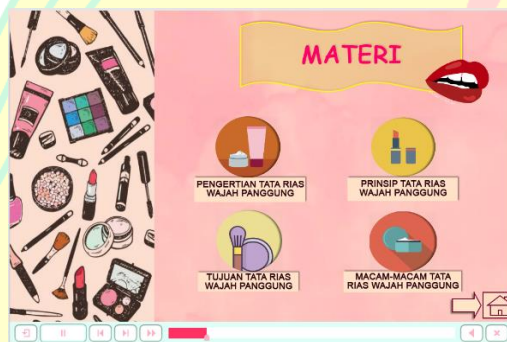 MATERI
PENGERTIAN TATA RIAS
WAJAH PANGGUNG
PRINSIP TATA RIAS
WAJAH PANGGUNG
TUJUAN TATA RIAS
WAJAH PANGGUNG
MACAM-MACAM TATA
RIAS WAJAH PANGGUNG